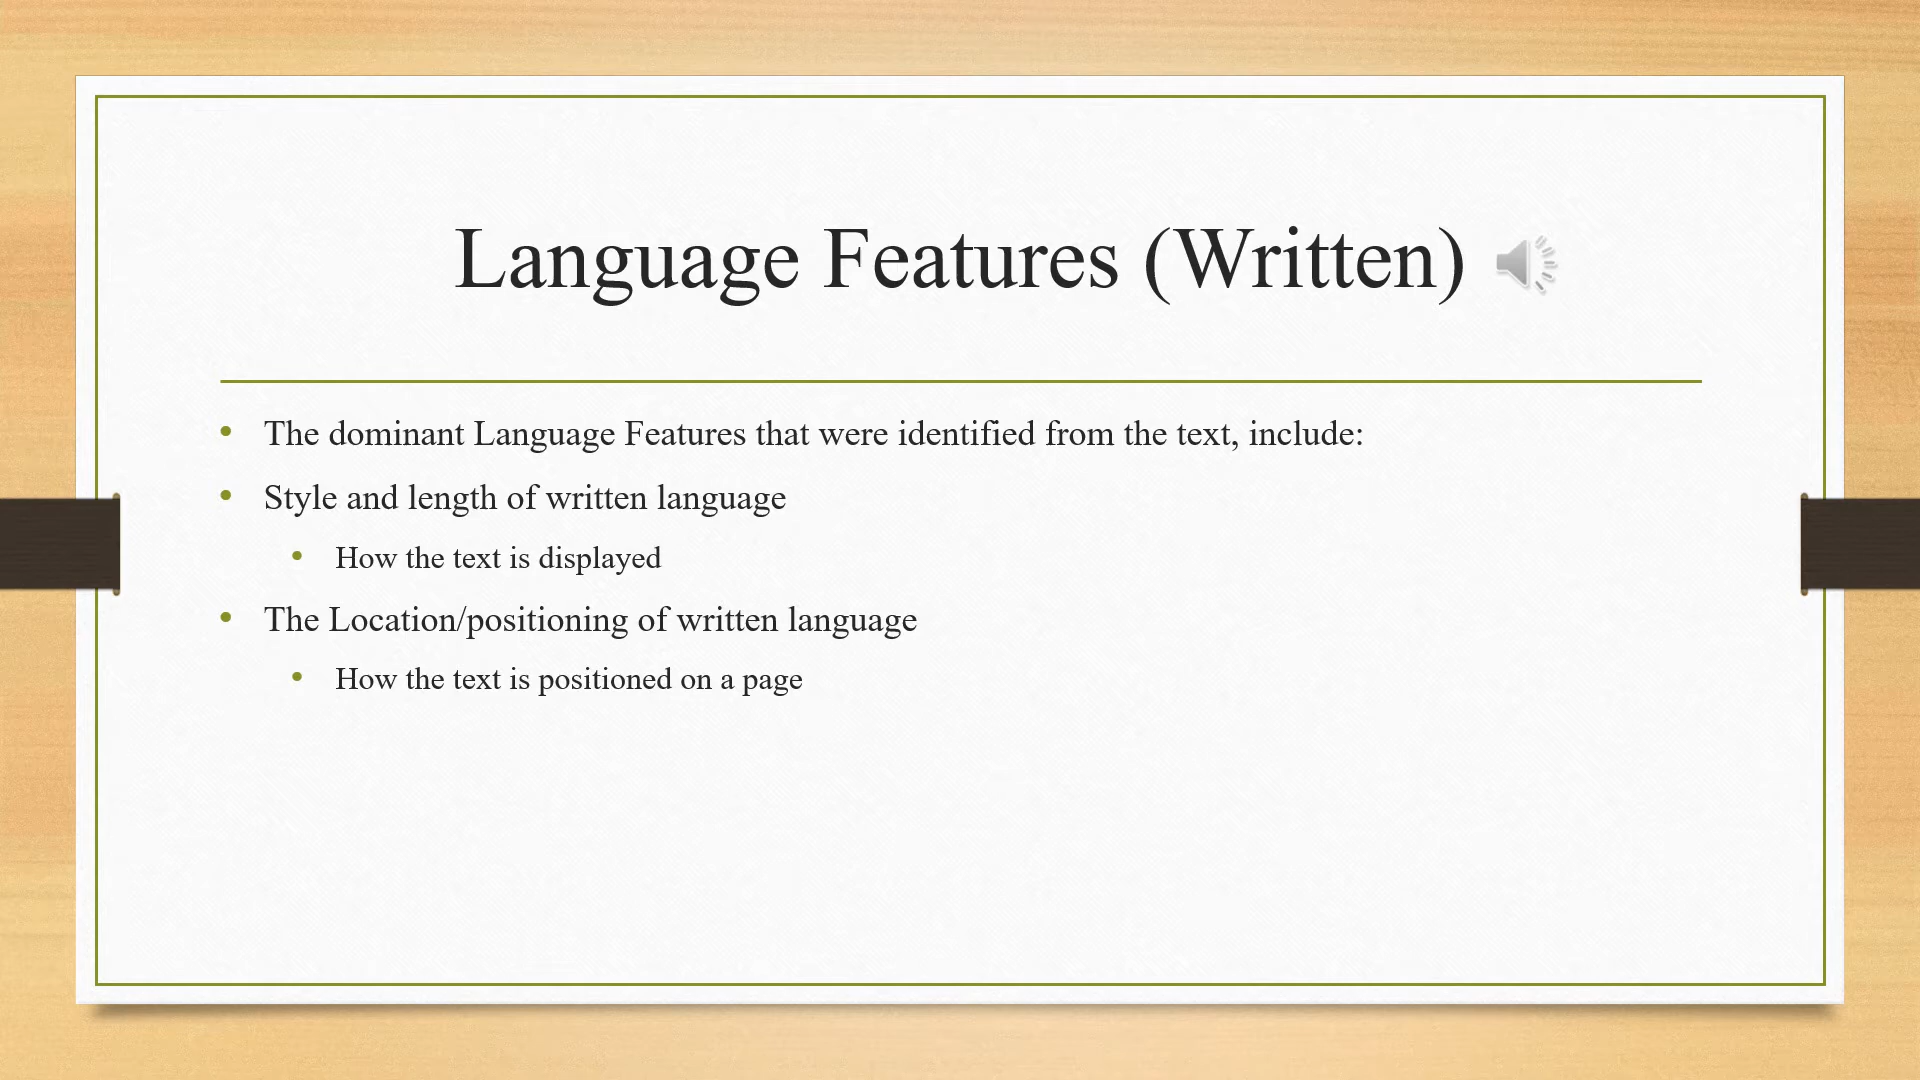 Language Features (Written)
The dominant Language Features that were identified from the text, include:
Style and length of written language
How the text is displayed
The Location/positioning of written language
How the text is positioned on a page